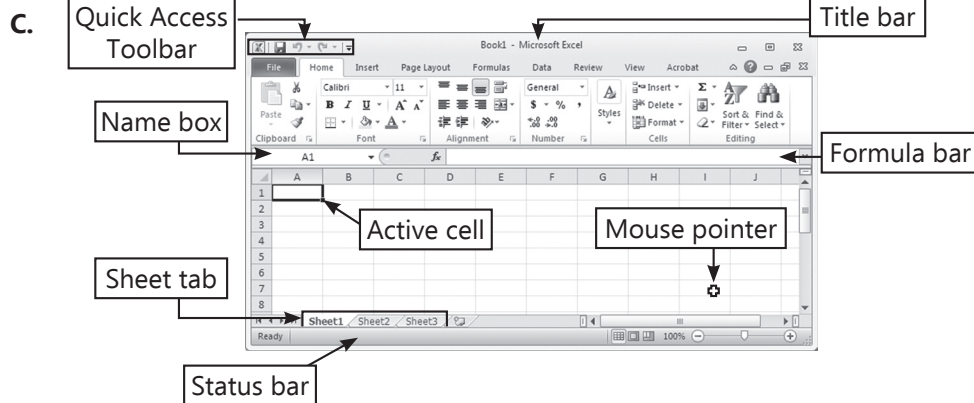 C.
Quick Access
Toolbar
Title bar
Book1 - Microsoft Excel
File Home Insert Page Layout Formulas Data Review View Acrobat
Calibri 11 General Insert Σ
B I U A A $ % , Delete
Paste A Styles Format Sort & Find &
Filter Select
Clipboard Font Alignment Number Cells Editing
Name box
A1 fx
Formula bar
A B C D E F G H I J
1
2
3
4
5
6
7
8
Active cell
Mouse pointer
Sheet tab
Sheet1 Sheet2 Sheet3
Ready 100%
Status bar